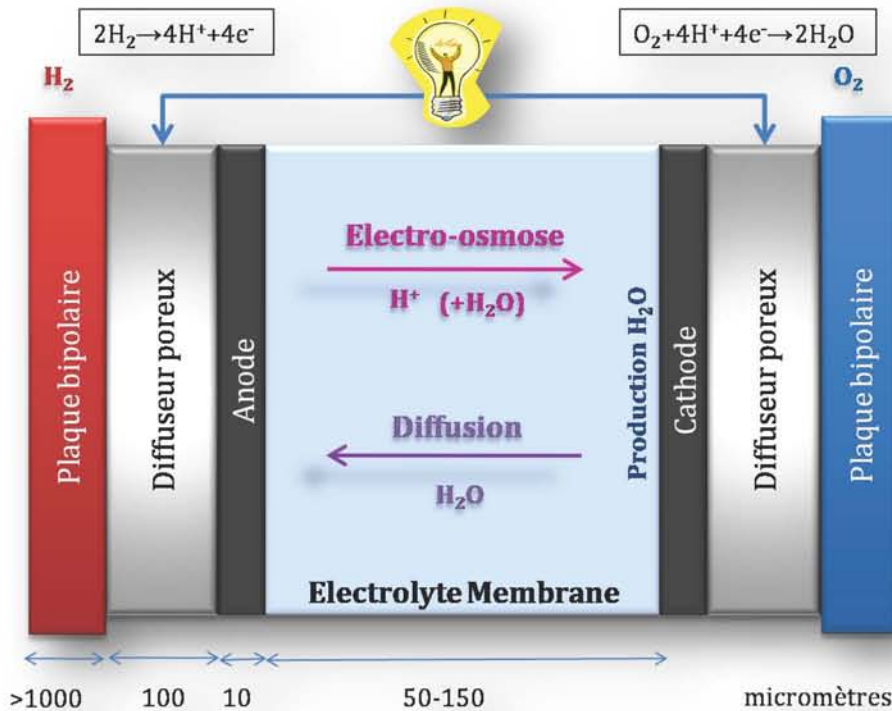 2H₂→4H⁺+4e⁻
O₂+4H⁺+4e⁻→2H₂O
H₂
O₂
Plaque bipolaire
Diffuseur poreux
Anode
Electro-osmose
H⁺ (+H₂O)
Diffusion
H₂O
Production H₂O
Electrolyte Membrane
Cathode
Diffuseur poreux
Plaque bipolaire
>1000 100 10 50-150 micromètres